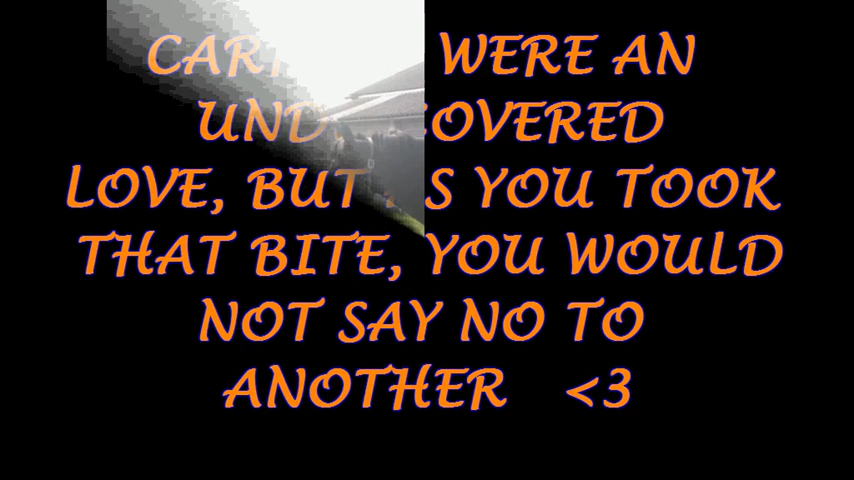 WERE AN
LOVE, BUT YOU TOOK
THAT BITE, YOU WOULD
NOT SAY NO TO
ANOTHER <3